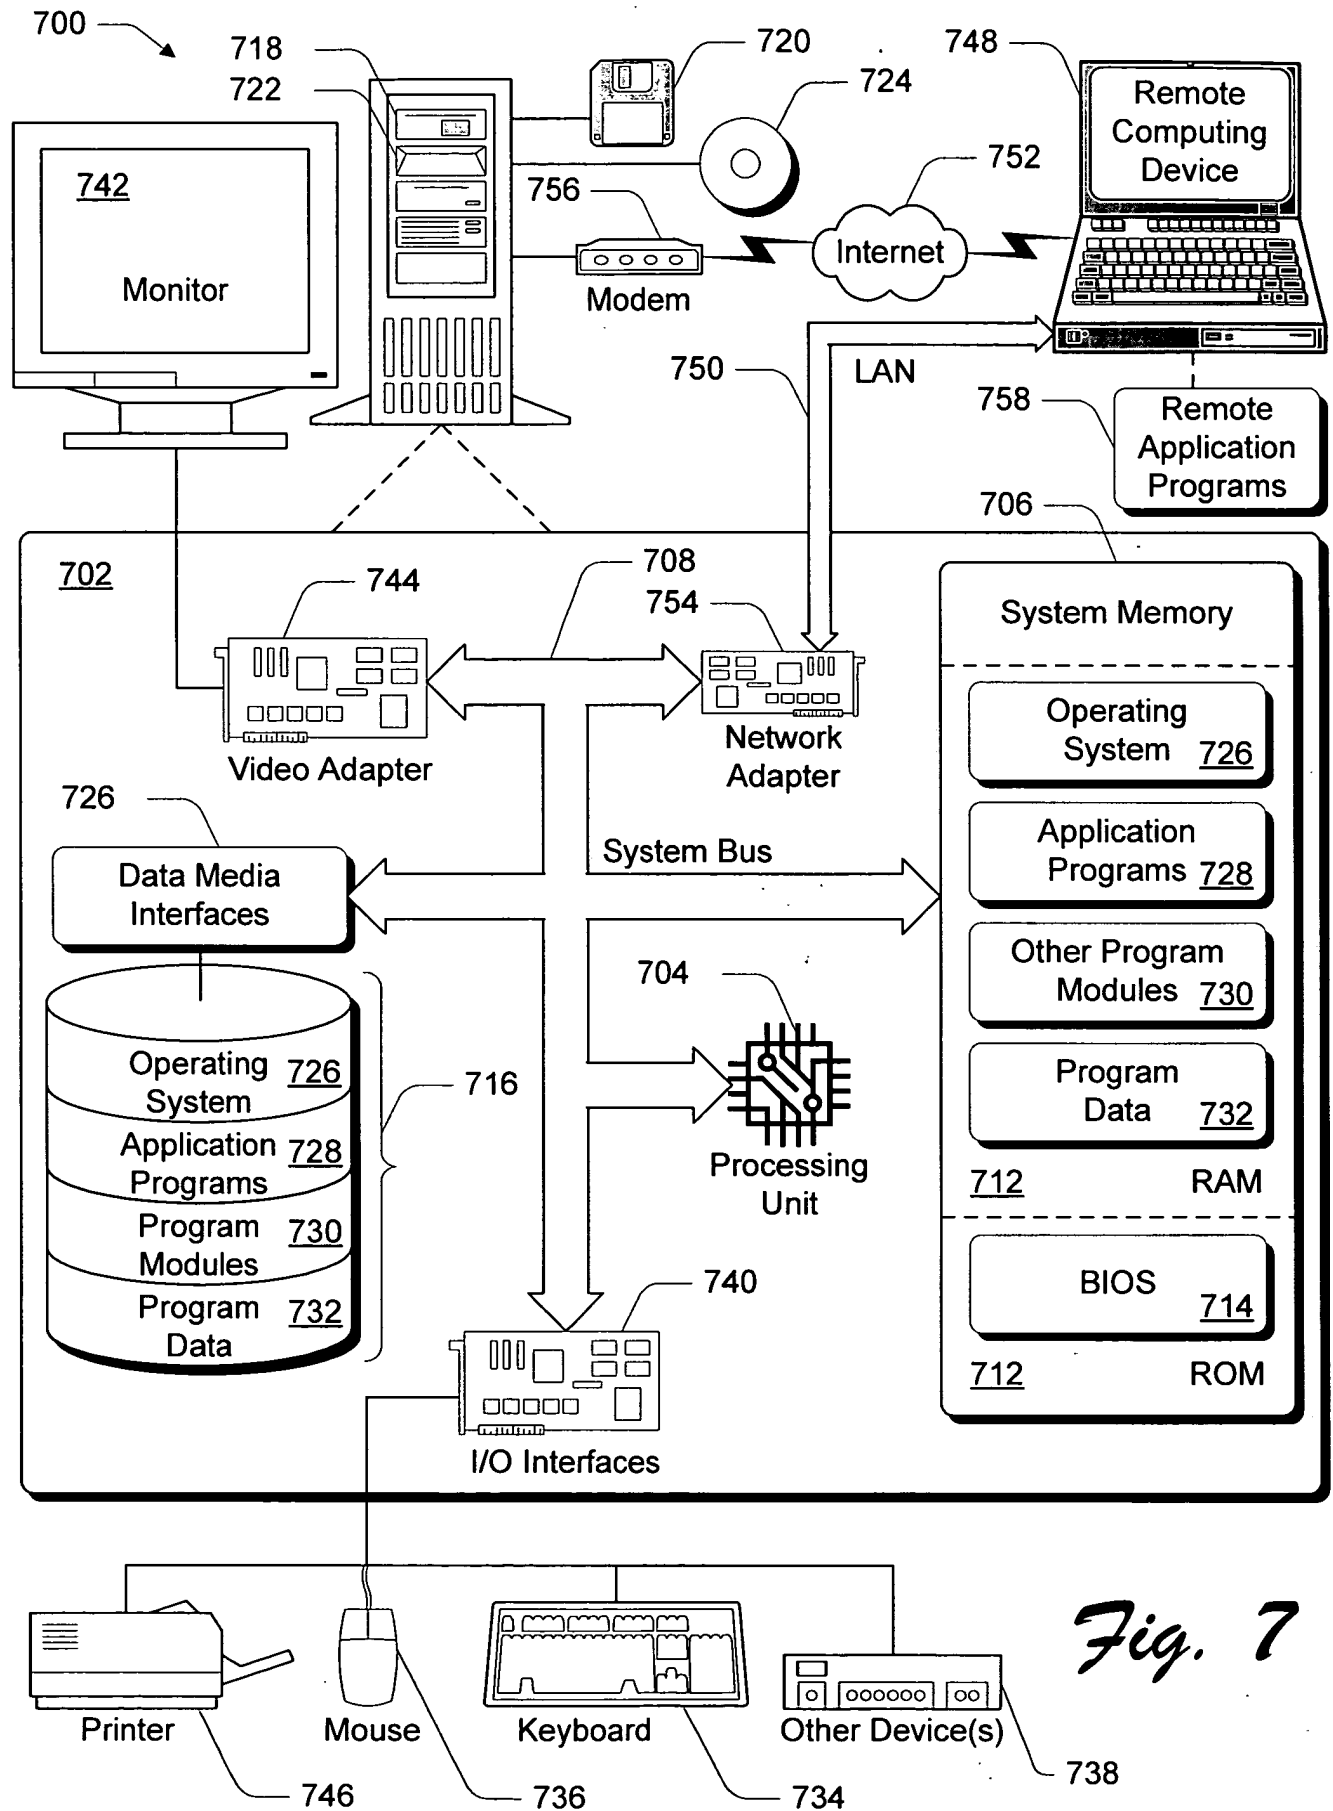 700
718
722
720
724
748
Remote
Computing
Device
742
Monitor
756
752
Internet
Modem
750
LAN
758
Remote
Application
Programs
706
702
744
708
754
System Memory
Operating
System 726
Network
Adapter
Video Adapter
726
Application
Programs 728
System Bus
Data Media
Interfaces
Other Program
Modules 730
704
Operating
System 726
716
Program
Data 732
Application
Programs 728
Processing
Unit
712 RAM
Program
Modules 730
740
BIOS
714
Program
Data 732
712 ROM
I/O Interfaces
Fig. 7
Printer
Mouse
Keyboard
Other Device(s)
746
736
734
738